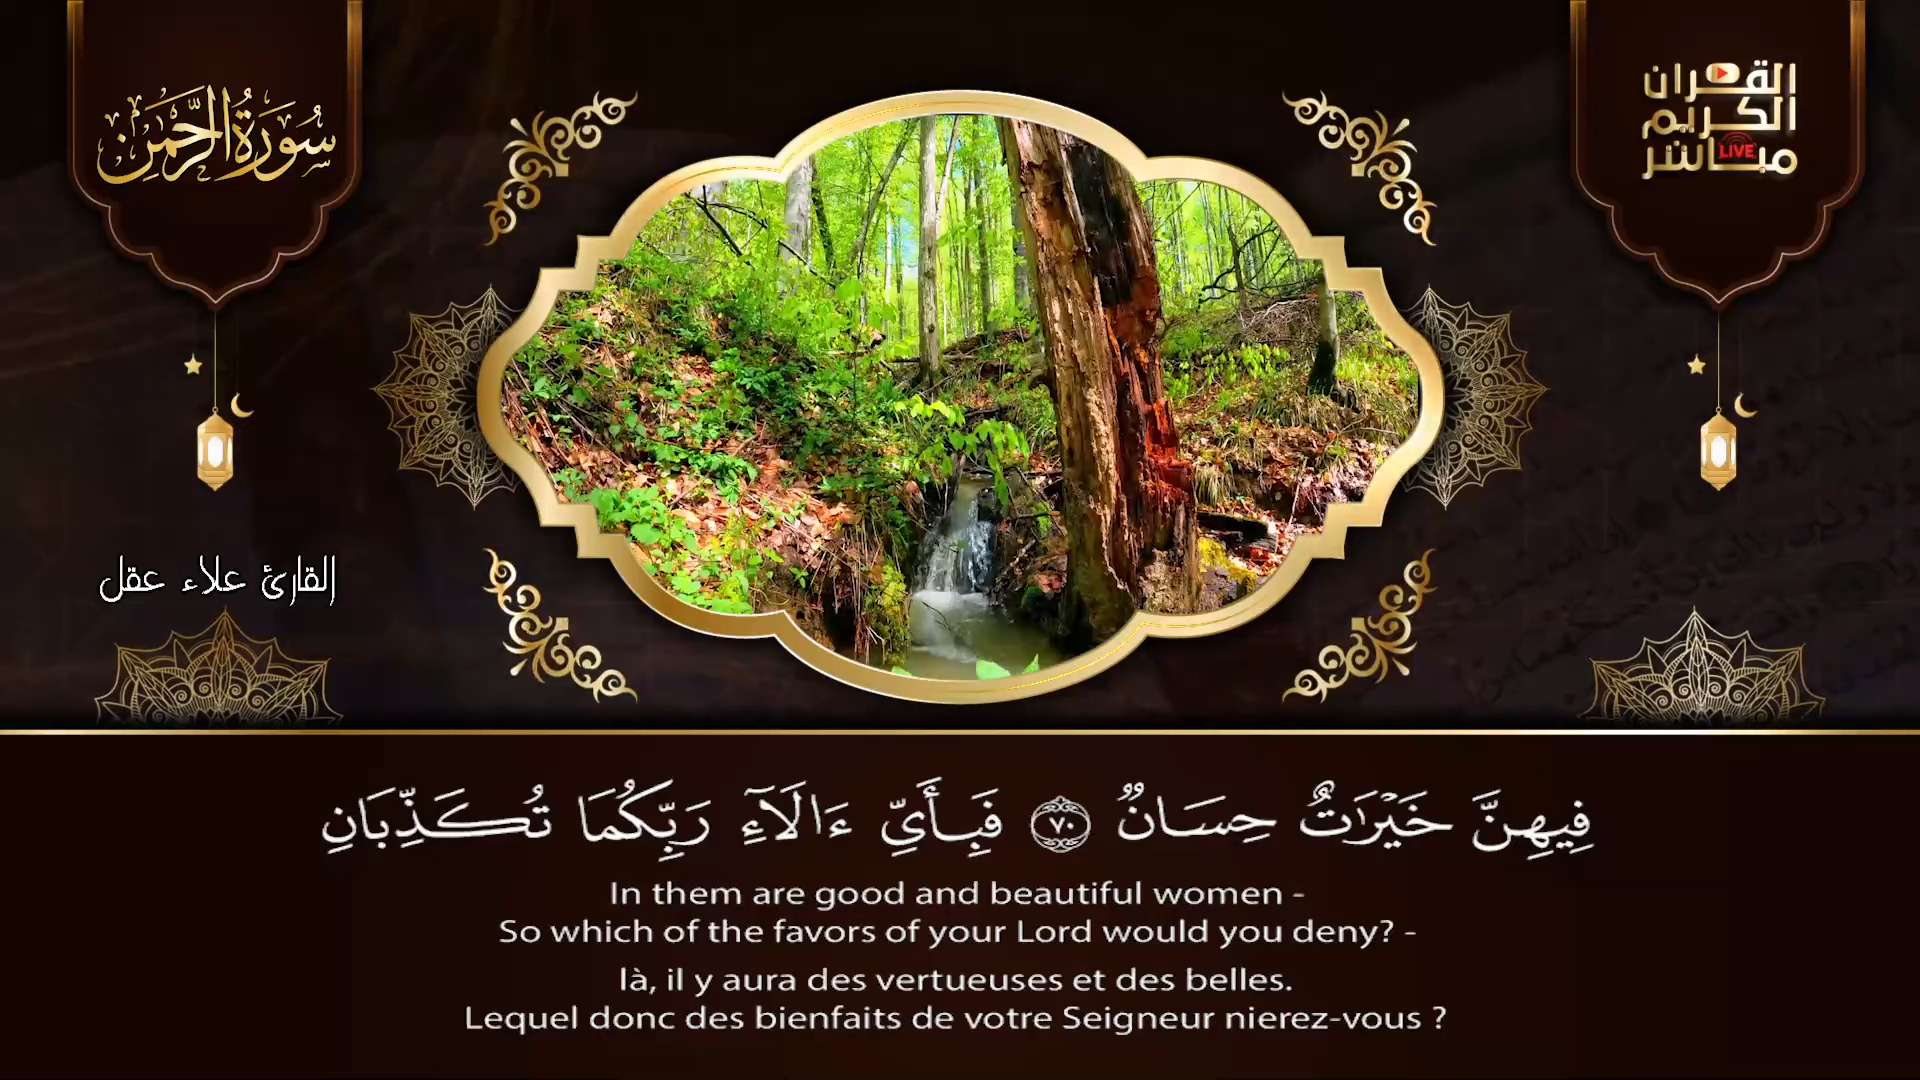 سُورَةُ الرَّحْمَٰن
القران
الكريم
مباشر
LIVE
القارئ علاء عقل
فِيهِنَّ خَيْرَٰتٌ حِسَانٌ ٧٠ فَبِأَيِّ ءَالَآءِ رَبِّكُمَا تُكَذِّبَانِ
In them are good and beautiful women -
So which of the favors of your Lord would you deny? -
là, il y aura des vertueuses et des belles.
Lequel donc des bienfaits de votre Seigneur nierez-vous ?